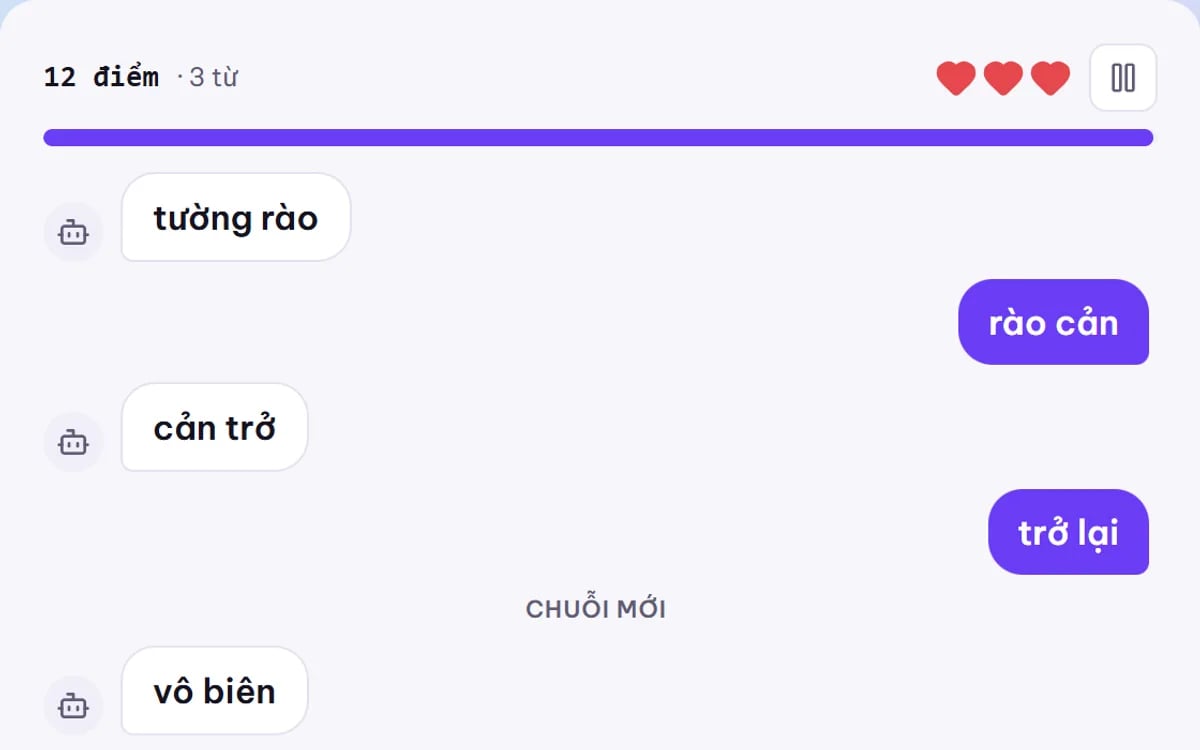 12 điểm · 3 từ
tường rào
rào cản
cản trở
trở lại
CHUỖI MỚI
vô biên